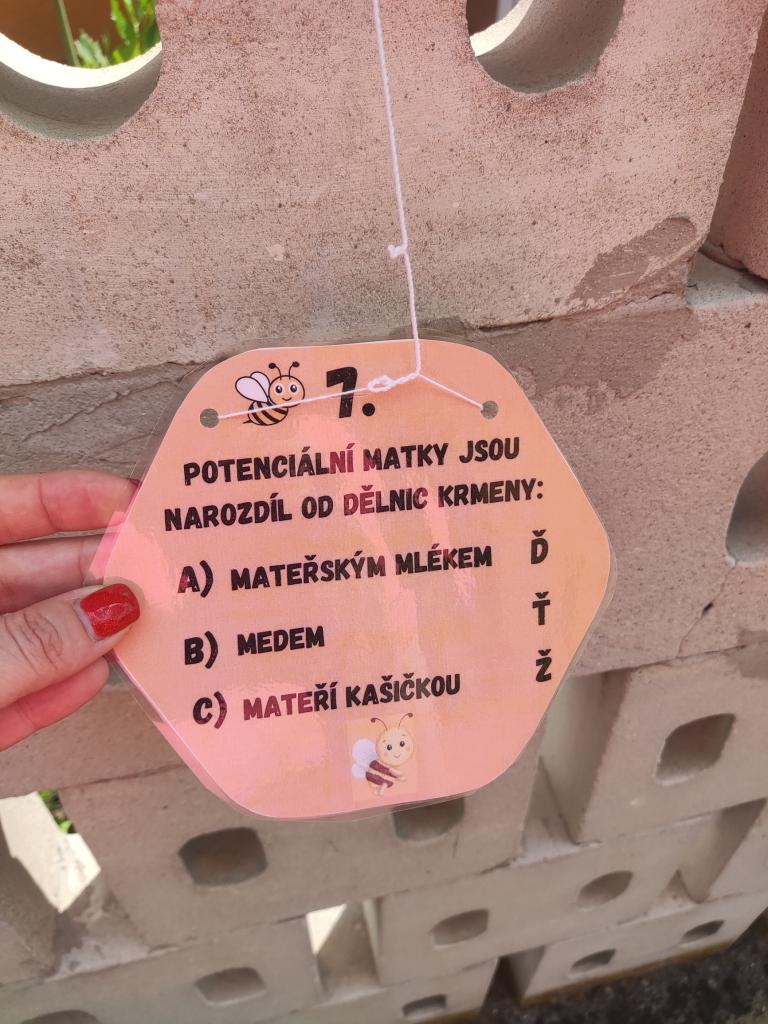 7.
POTENCIÁLNÍ MATKY JSOU
NAROZDÍL OD DĚLNIC KRMENY:
A) MATEŘSKÝM MLÉKEM Ď
B) MEDEM Ť
C) MATEŘÍ KAŠIČKOU Ž